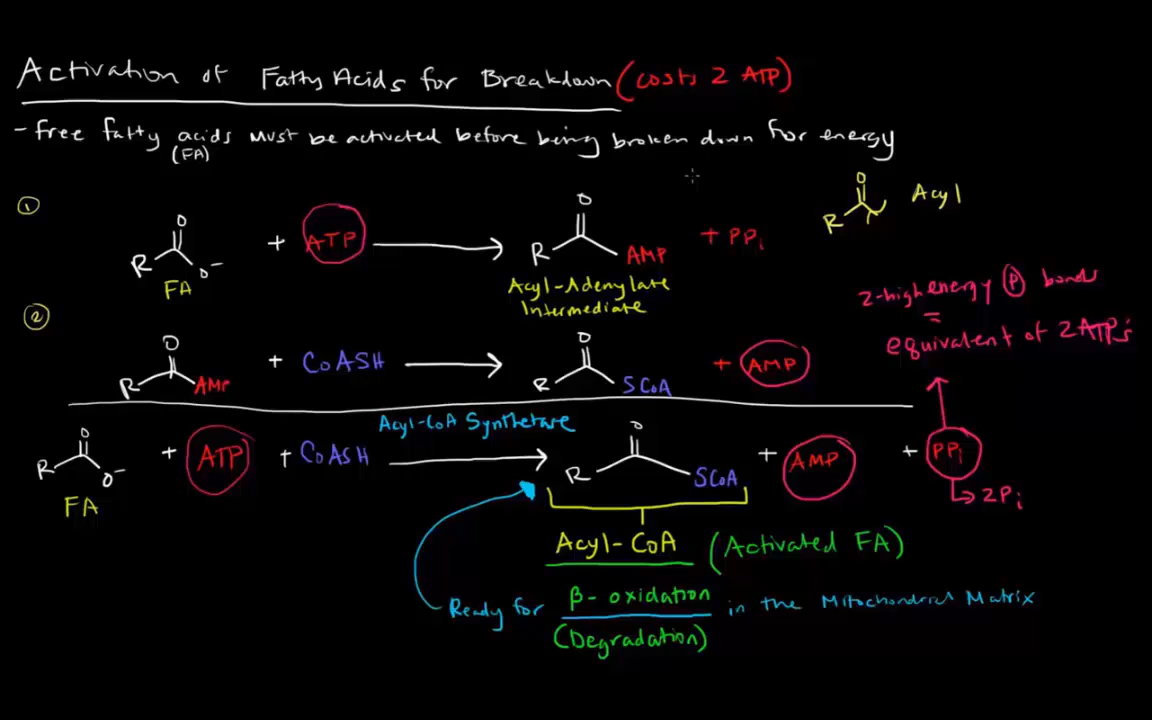 Activation of Fatty Acids for Breakdown (costs 2 ATP)
- Free fatty acids must be activated before being broken down for energy
(FA)
O
Acyl
R
①
O
R
O⁻
FA
+ ATP
O
R
AMP
+ PPi
Acyl-Adenylate
Intermediate
2-high energy Ⓟ bonds
=
equivalent of 2 ATP's
②
O
R
AMP
+ CoASH
O
R
SCoA
+ AMP
Acyl-CoA Synthetase
O
R
O⁻
FA
+ ATP + CoASH
O
R
SCoA
+ AMP + PPi
2Pi
Acyl-CoA (Activated FA)
Ready for β-oxidation in the Mitochondrial Matrix
(Degradation)